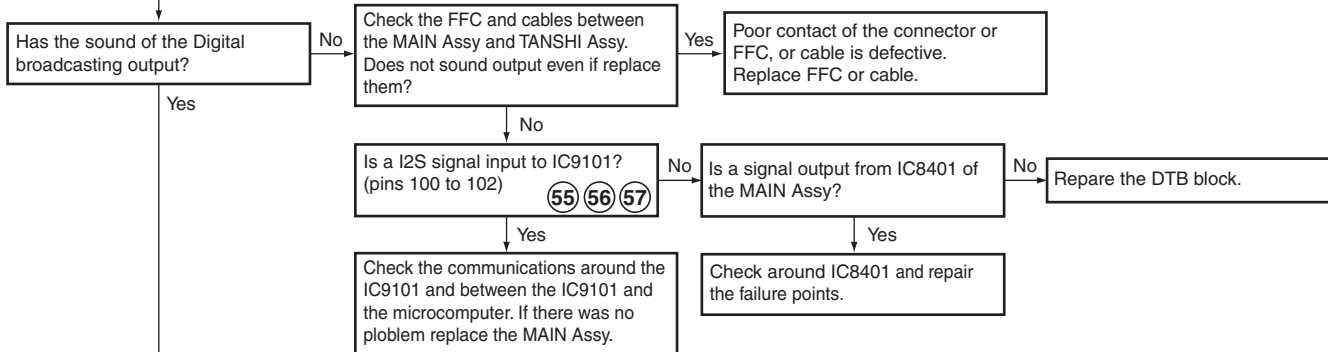 Has the sound of the Digital
broadcasting output?
No
Check the FFC and cables between
the MAIN Assy and TANSHI Assy.
Does not sound output even if replace
them?
Yes
Poor contact of the connector or
FFC, or cable is defective.
Replace FFC or cable.
Yes
No
Is a I2S signal input to IC9101?
(pins 100 to 102)
55 56 57
No
Is a signal output from IC8401 of
the MAIN Assy?
No
Repare the DTB block.
Yes
Check the communications around the
IC9101 and between the IC9101 and
the microcomputer. If there was no
ploblem replace the MAIN Assy.
Yes
Check around IC8401 and repair
the failure points.